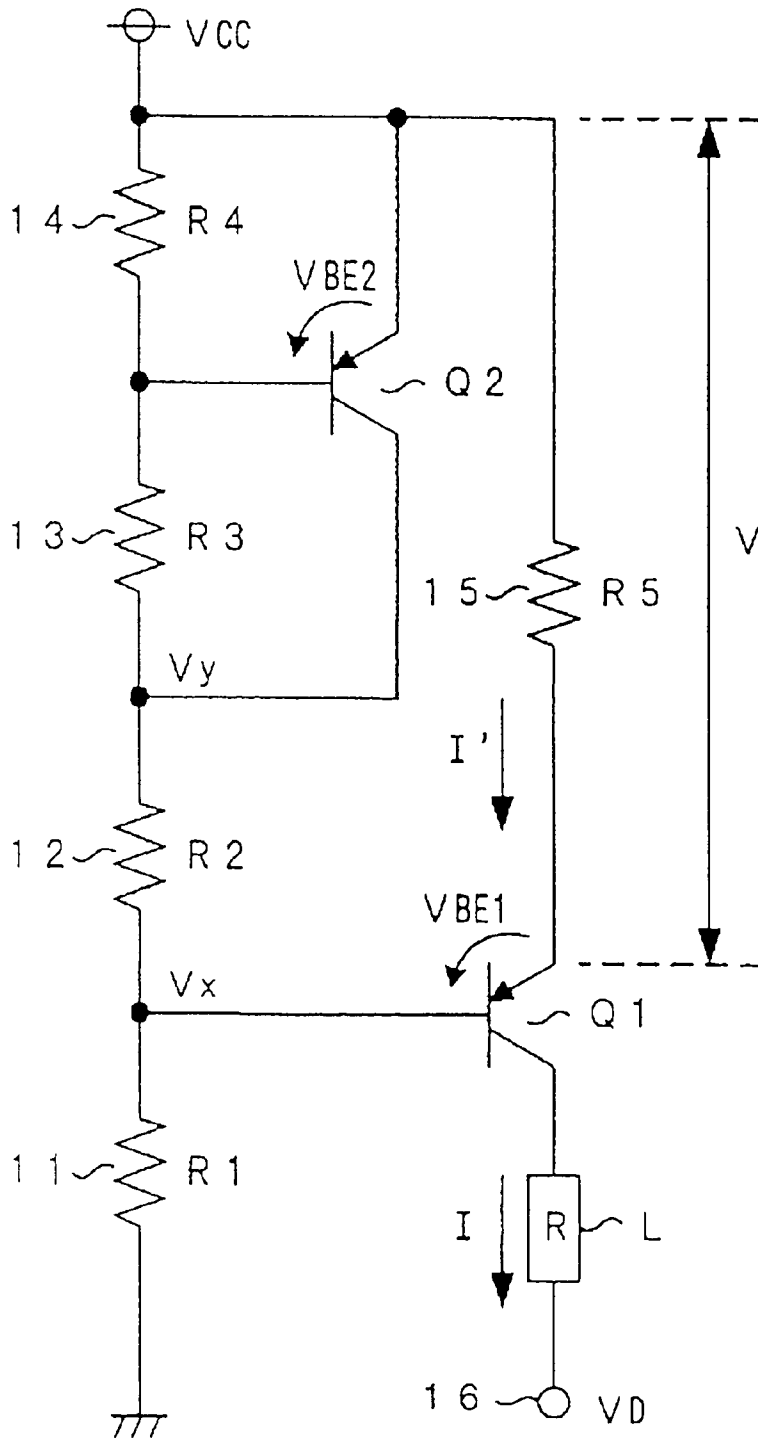 VCC
14 R4
VBE2
Q2
13 R3
V
15 R5
Vy
I'
12 R2
VBE1
Vx
Q1
11 R1
I R L
16 VD